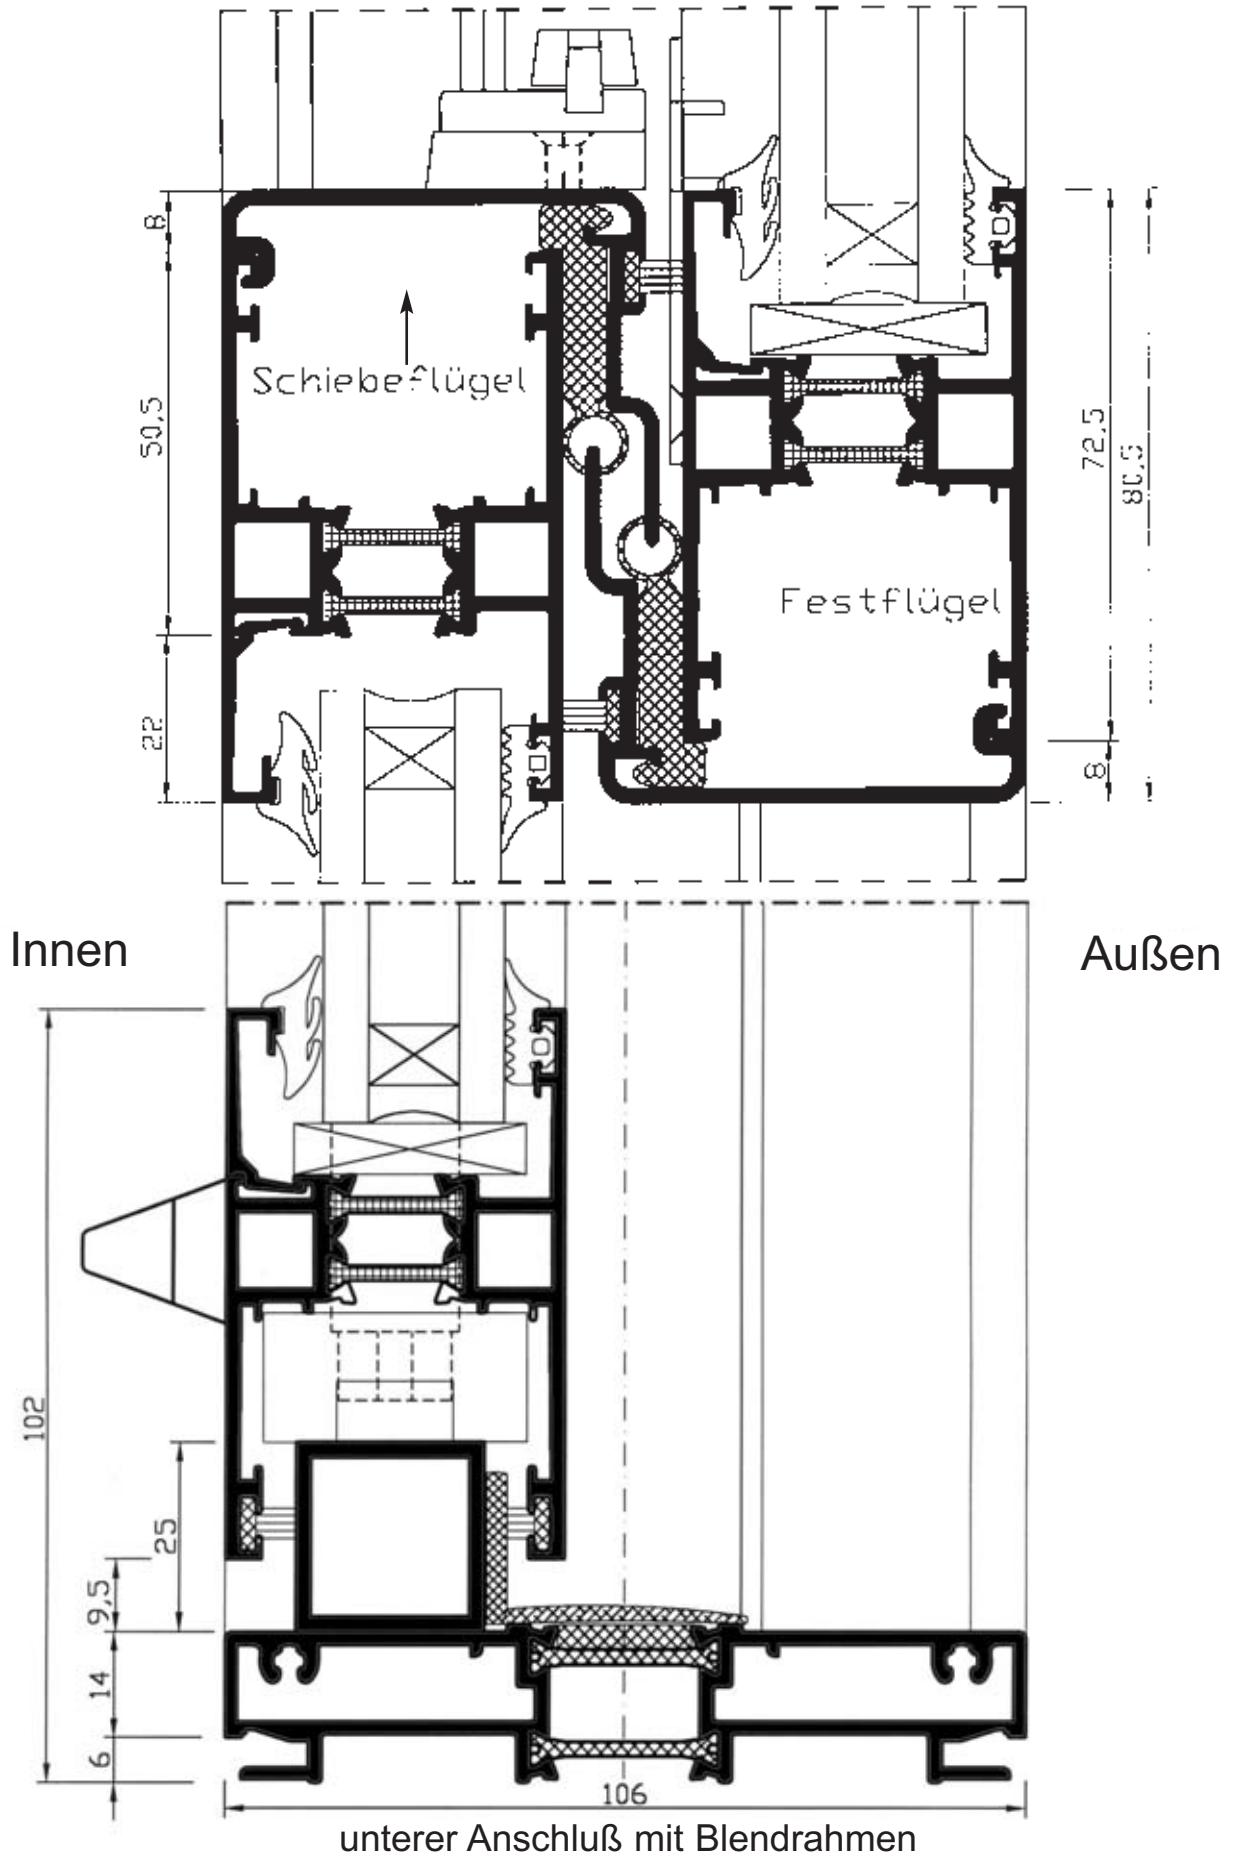 8
Schiebeflügel
50,5
72,5
80,5
Festflügel
22
8
Innen
Außen
102
25
9,5
14
6
106
unterer Anschluß mit Blendrahmen